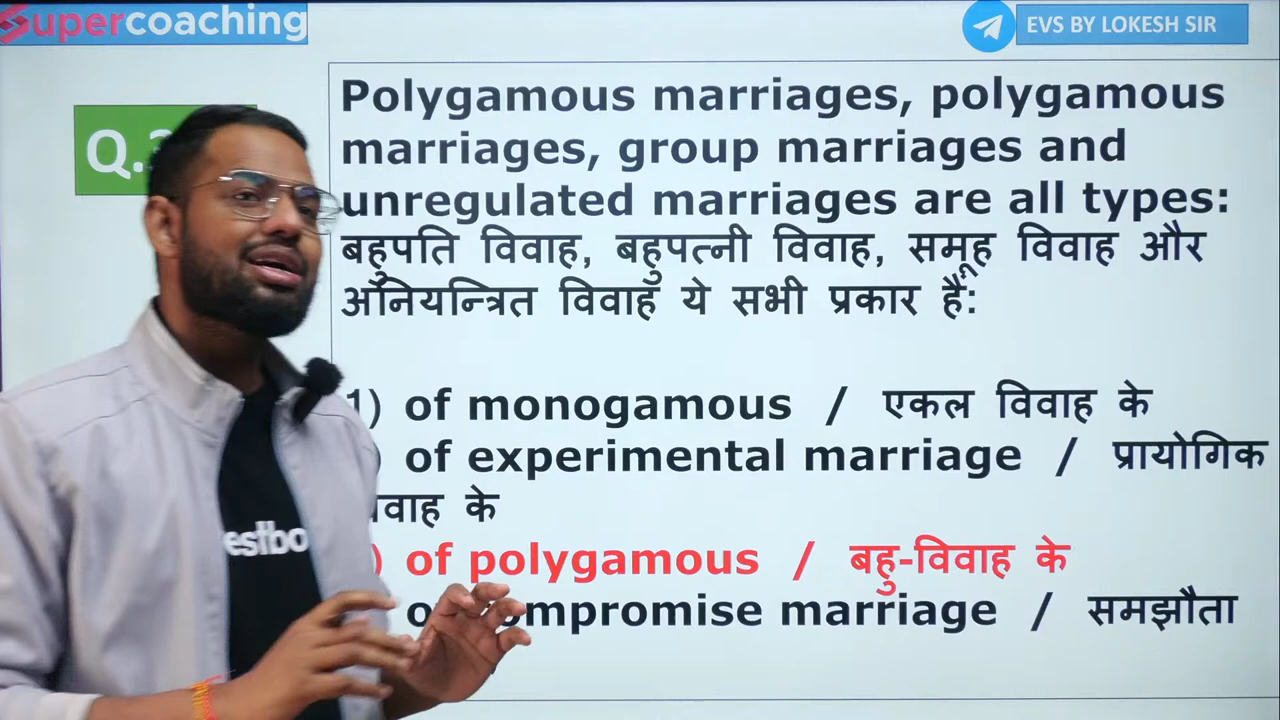 Supercoaching
EVS BY LOKESH SIR
Q.
Polygamous marriages, polygamous
marriages, group marriages and
unregulated marriages are all types:
बहुपति विवाह, बहुपत्नी विवाह, समूह विवाह और
अनियन्त्रित विवाह ये सभी प्रकार हैं:
1) of monogamous / एकल विवाह के
) of experimental marriage / प्रायोगिक
के
) of polygamous / बहु-विवाह के
marriage / समझौता